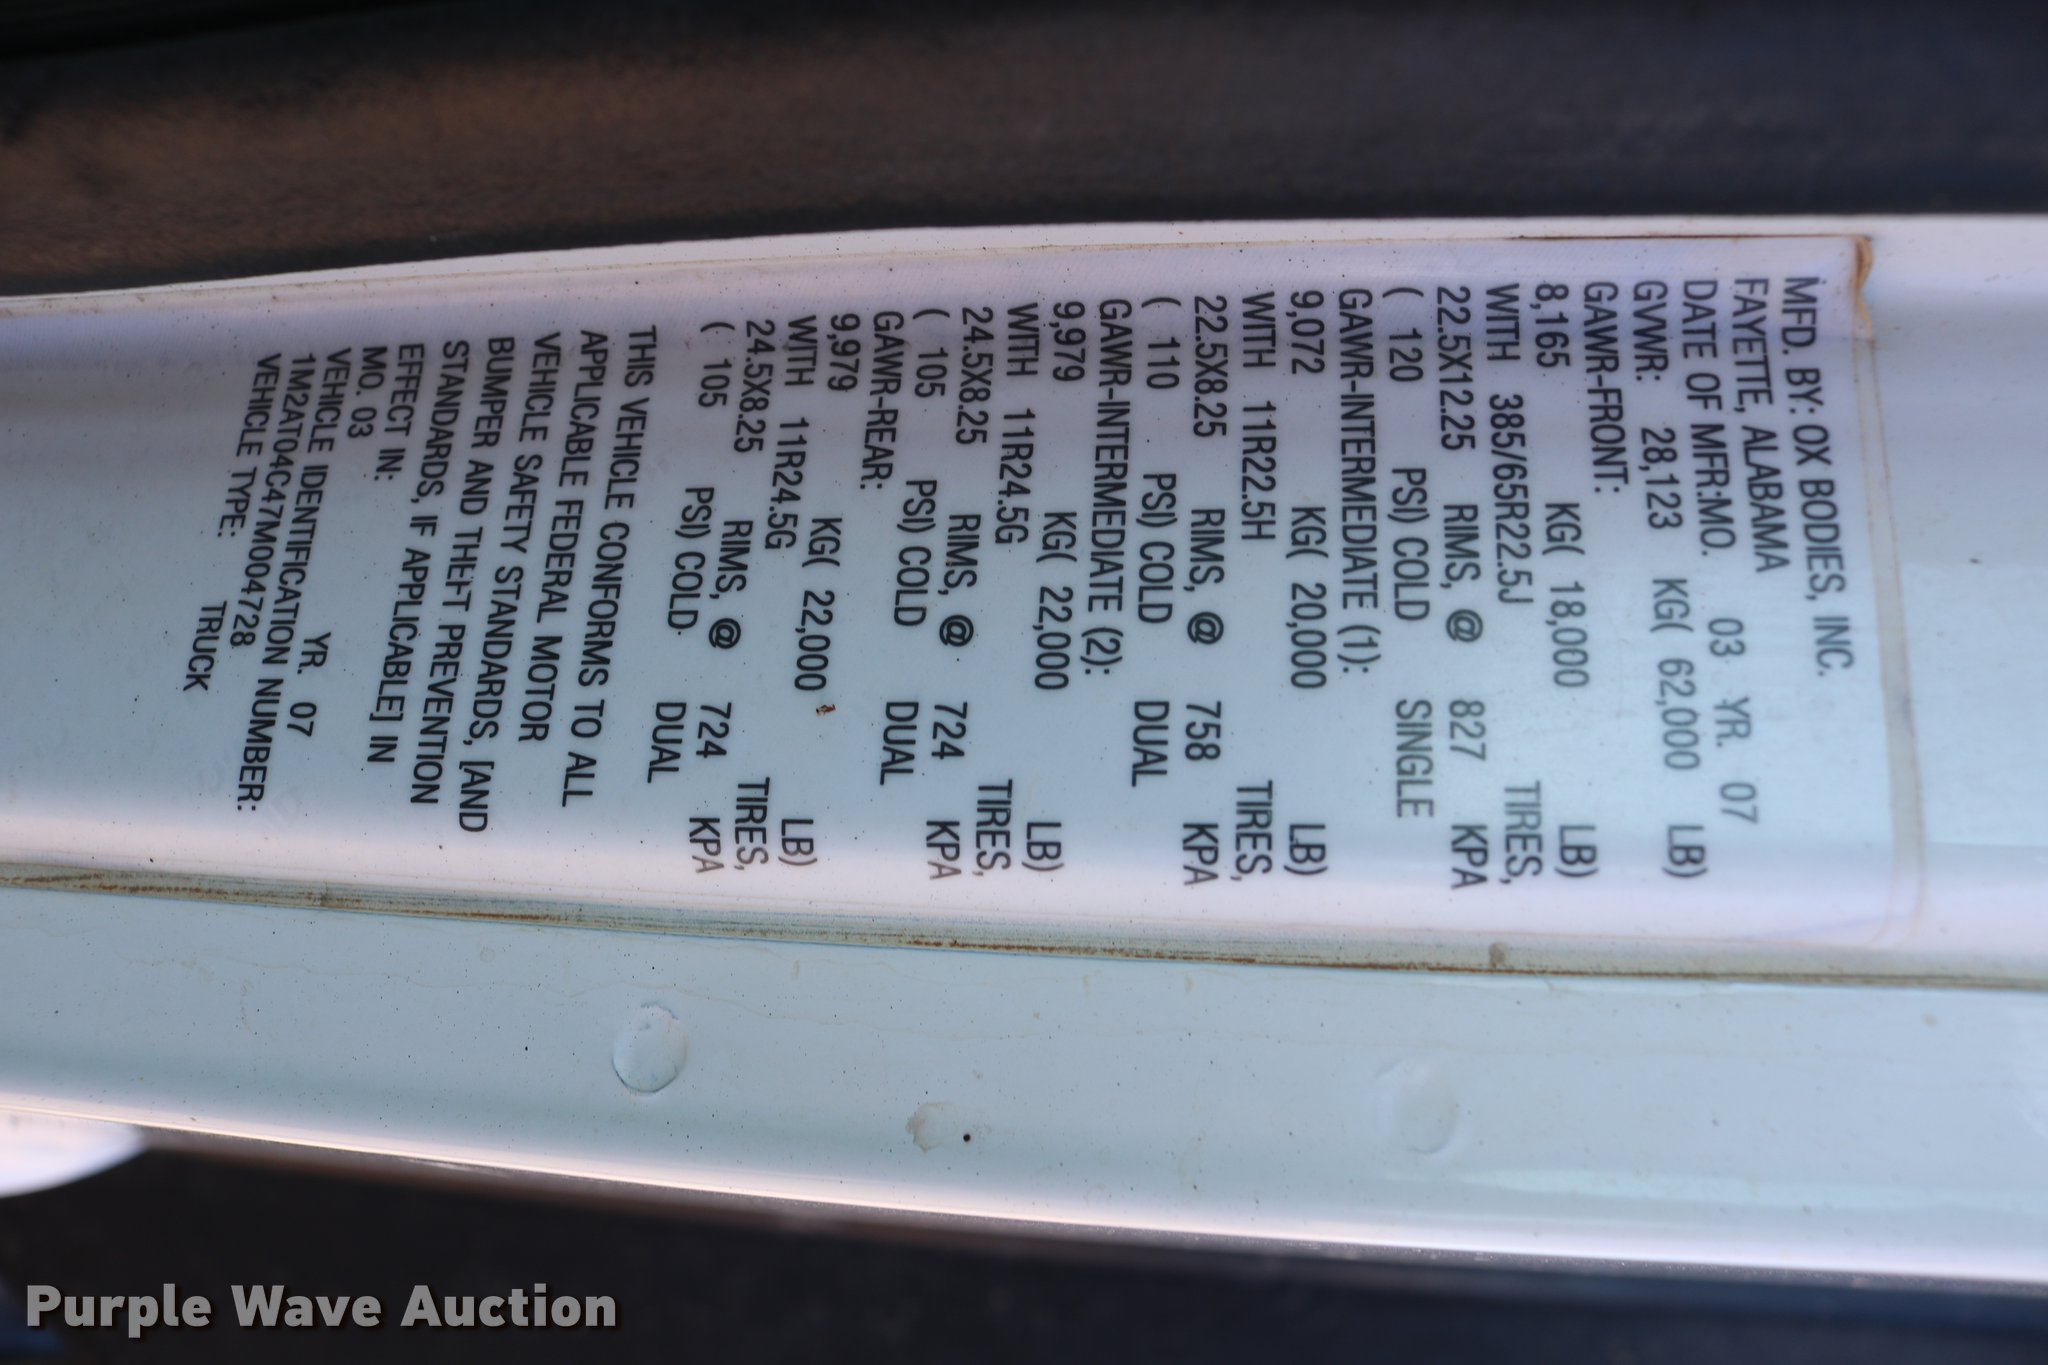 MFD. BY: OX BODIES, INC.
FAYETTE, ALABAMA
DATE OF MFR:MO. 03 YR. 07
GVWR: 28,123 KG( 62,000 LB)
GAWR-FRONT:
8,165 KG( 18,000 LB)
WITH 385/65R22.5J TIRES,
22.5X12.25 RIMS, @ 827 KPA
( 120 PSI) COLD SINGLE
GAWR-INTERMEDIATE (1):
9,072 KG( 20,000 LB)
WITH 11R22.5H TIRES,
22.5X8.25 RIMS, @ 758 KPA
( 110 PSI) COLD DUAL
GAWR-INTERMEDIATE (2):
9,979 KG( 22,000 LB)
WITH 11R24.5G TIRES,
24.5X8.25 RIMS, @ 724 KPA
( 105 PSI) COLD DUAL
GAWR-REAR:
9,979 KG( 22,000 LB)
WITH 11R24.5G TIRES,
24.5X8.25 RIMS, @ 724 KPA
( 105 PSI) COLD DUAL
THIS VEHICLE CONFORMS TO ALL
APPLICABLE FEDERAL MOTOR
VEHICLE SAFETY STANDARDS, [AND
BUMPER AND THEFT PREVENTION
STANDARDS, IF APPLICABLE] IN
EFFECT IN:
MO. 03 YR. 07
VEHICLE IDENTIFICATION NUMBER:
1M2AT04C47M004728
VEHICLE TYPE: TRUCK
Purple Wave Auction